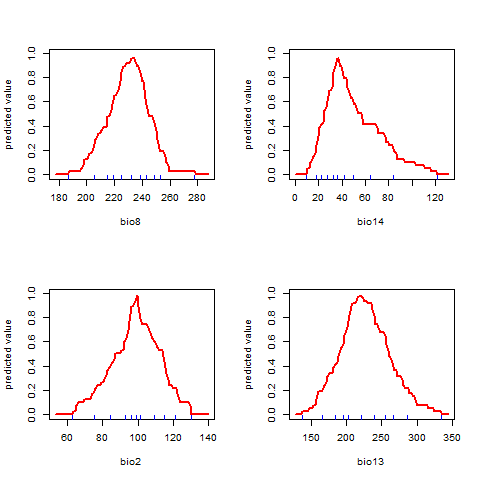 predicted value
0.0 0.2 0.4 0.6 0.8 1.0
180 200 220 240 260 280
bio8
predicted value
0.0 0.2 0.4 0.6 0.8 1.0
0 20 40 60 80 120
bio14
predicted value
0.0 0.2 0.4 0.6 0.8 1.0
60 80 100 120 140
bio2
predicted value
0.0 0.2 0.4 0.6 0.8 1.0
150 200 250 300 350
bio13